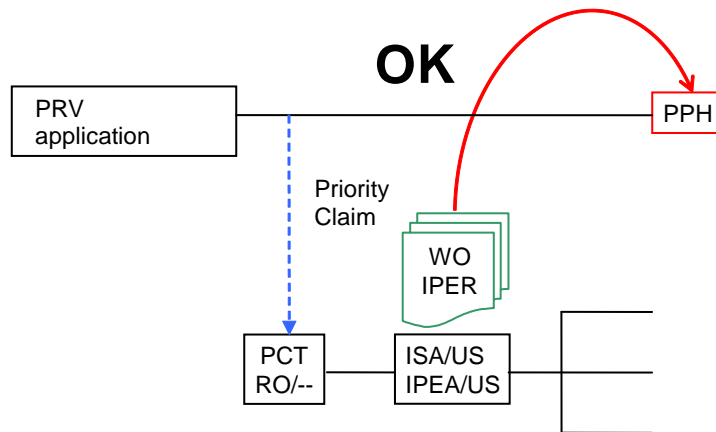 OK
PRV
application
PPH
Priority
Claim
WO
IPER
PCT
RO/--
ISA/US
IPEA/US